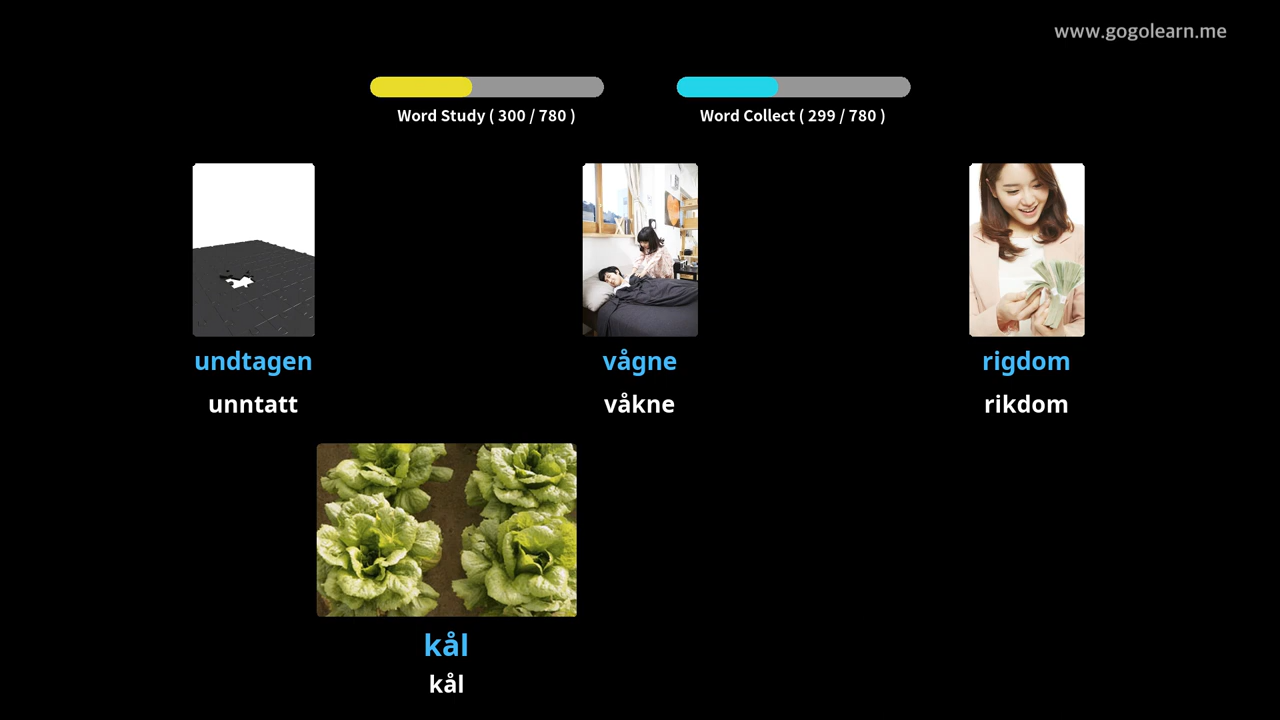 www.gogolearn.me
Word Study ( 300 / 780 )
Word Collect ( 299 / 780 )
undtagen
unntatt
vågne
våkne
rigdom
rikdom
kål
kål